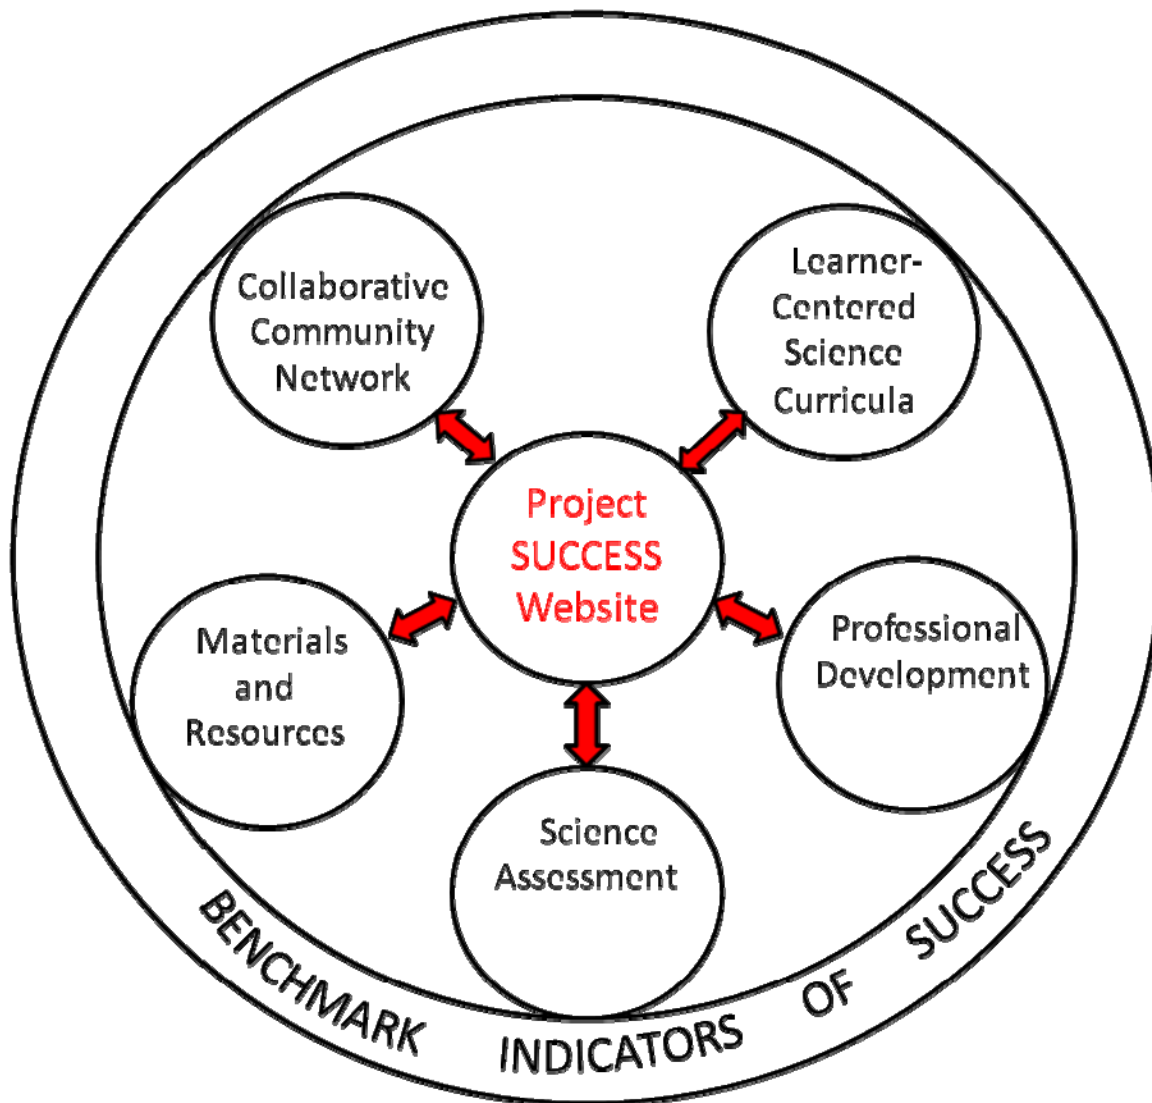 Collaborative
Community
Network
Learner-
Centered
Science
Curricula
Project
SUCCESS
Website
Materials
and
Resources
Professional
Development
Science
Assessment
BENCHMARK INDICATORS OF SUCCESS